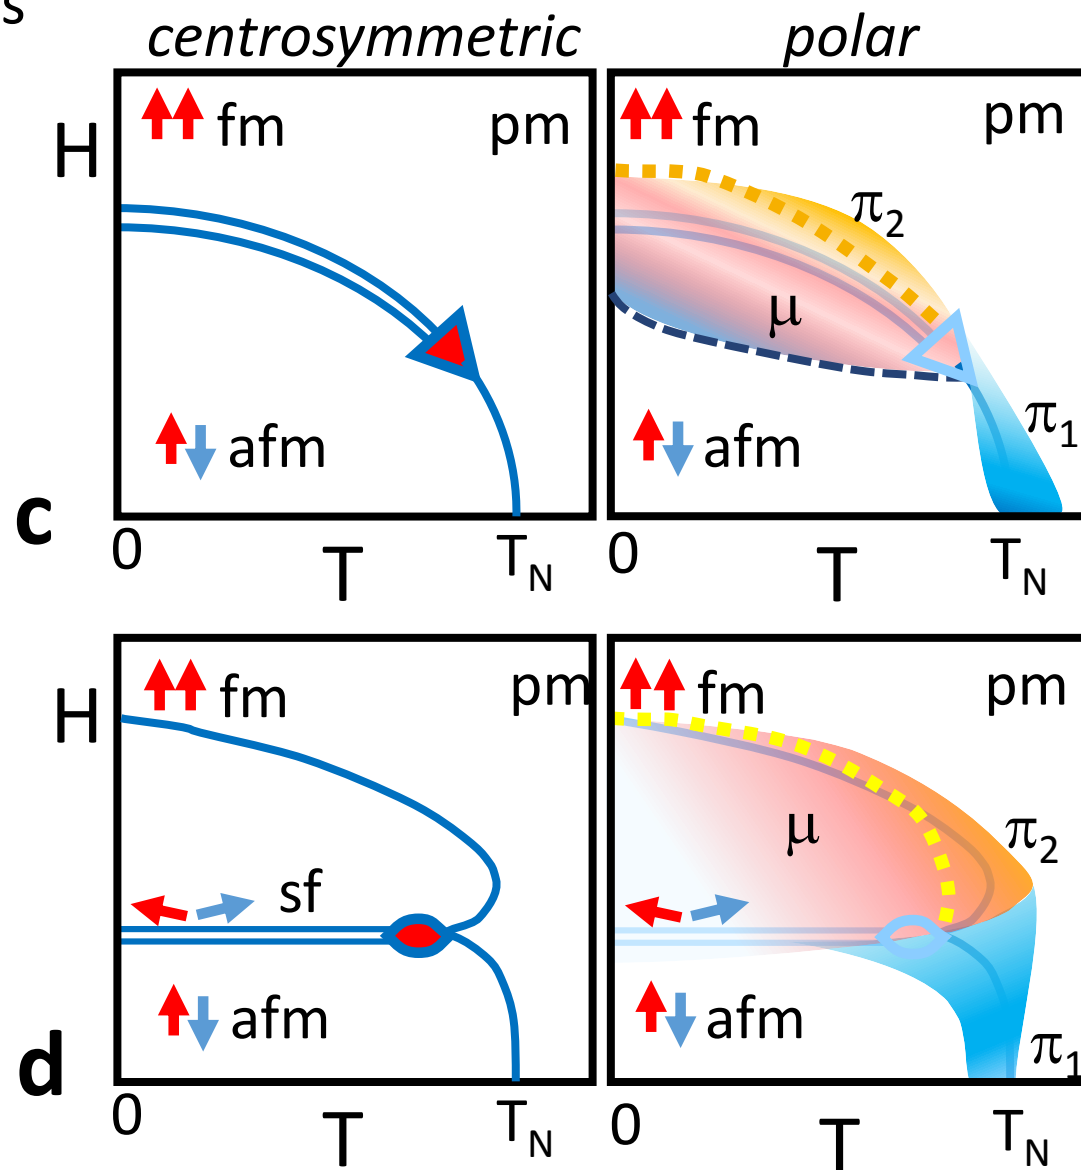 s
centrosymmetric polar
H fm pm fm pm
π2
μ
afm afm π1
c
0 T TN 0 T TN
H fm pm fm pm
μ π2
sf
afm afm π1
d
0 T TN 0 T TN